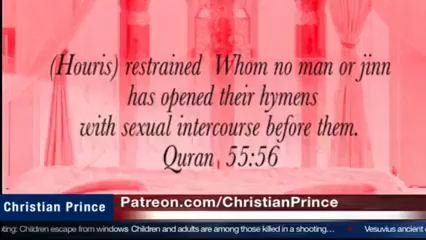 (Houris) restrained Whom no man or jinn
has opened their hymens
with sexual intercourse before them.
Quran 55:56
Christian Prince
Patreon.com/ChristianPrince
oting: Children escape from windows Children and adults are among those killed in a shooting... Vesuvius ancient e